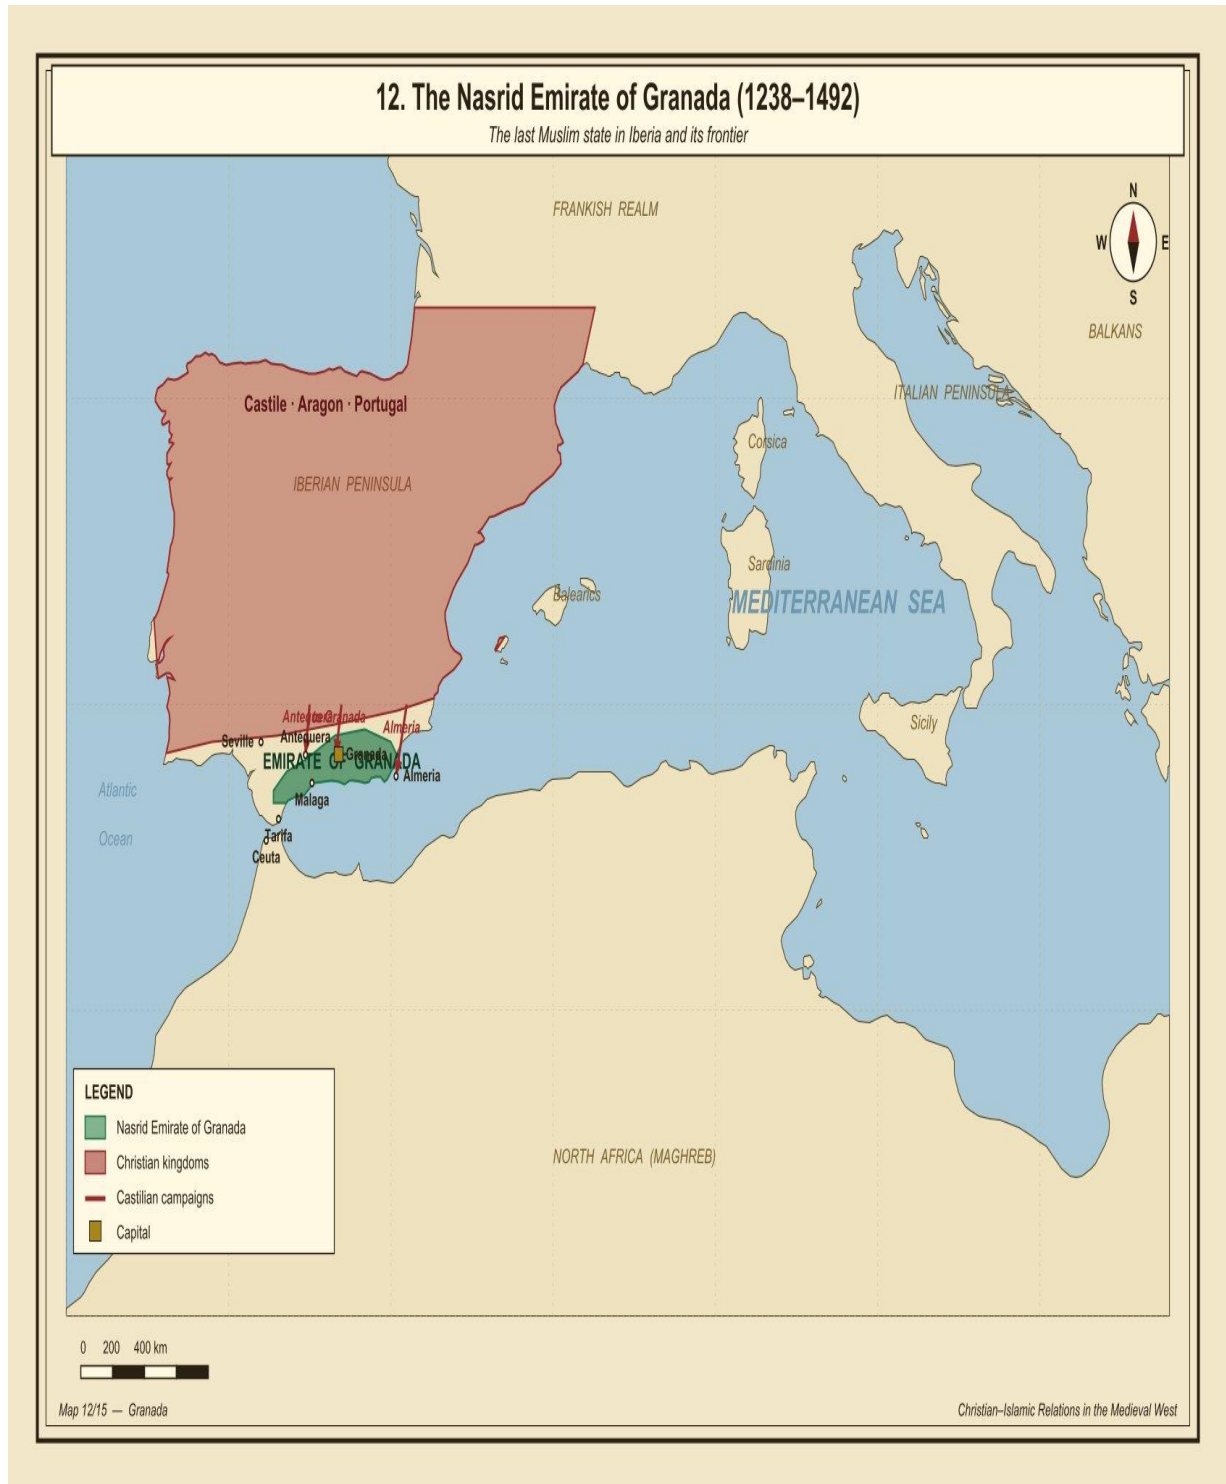 12. The Nasrid Emirate of Granada (1238–1492)
The last Muslim state in Iberia and its frontier
N
W E
S
FRANKISH REALM
BALKANS
ITALIAN PENINSULA
Castile · Aragon · Portugal
Corsica
IBERIAN PENINSULA
Sardinia
Balearics
MEDITERRANEAN SEA
Antequera
Granada
Almeria
Sicily
Seville
Antequera
Granada
EMIRATE OF GRANADA
Almeria
Malaga
Atlantic
Ocean
Tarifa
Ceuta
LEGEND
Nasrid Emirate of Granada
Christian kingdoms
Castilian campaigns
Capital
NORTH AFRICA (MAGHREB)
0 200 400 km
Map 12/15 — Granada
Christian–Islamic Relations in the Medieval West